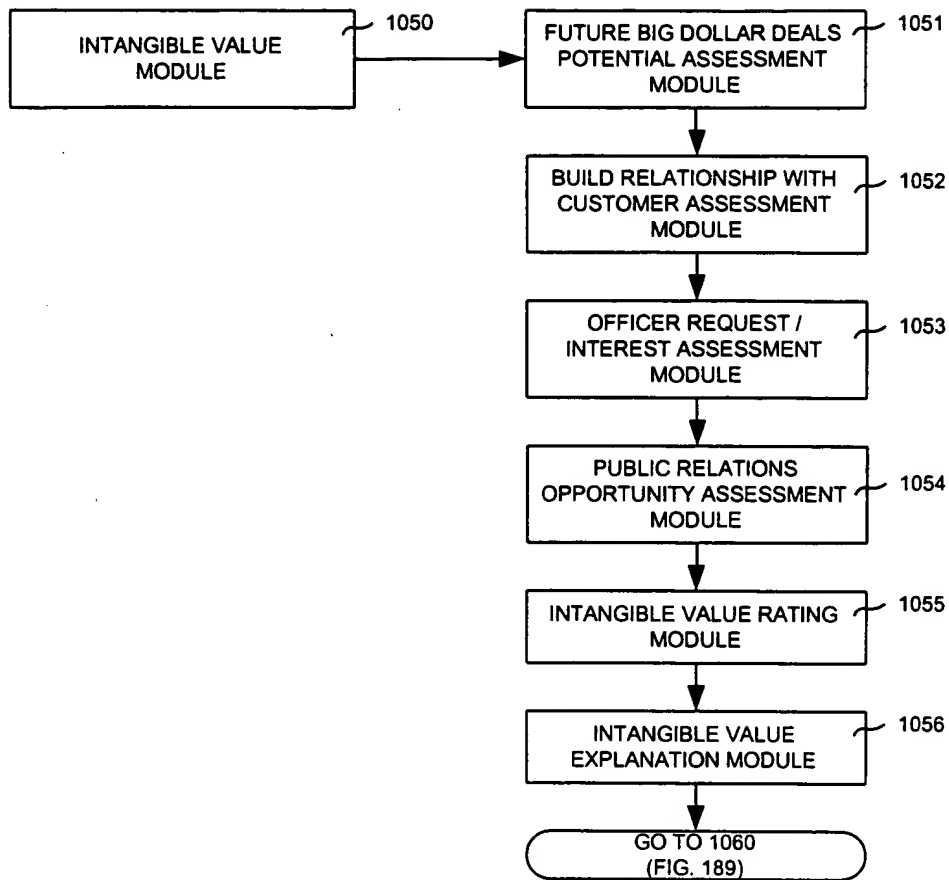 INTANGIBLE VALUE
MODULE
1050
FUTURE BIG DOLLAR DEALS
POTENTIAL ASSESSMENT
MODULE
1051
BUILD RELATIONSHIP WITH
CUSTOMER ASSESSMENT
MODULE
1052
OFFICER REQUEST /
INTEREST ASSESSMENT
MODULE
1053
PUBLIC RELATIONS
OPPORTUNITY ASSESSMENT
MODULE
1054
INTANGIBLE VALUE RATING
MODULE
1055
INTANGIBLE VALUE
EXPLANATION MODULE
1056
GO TO 1060
(FIG. 189)